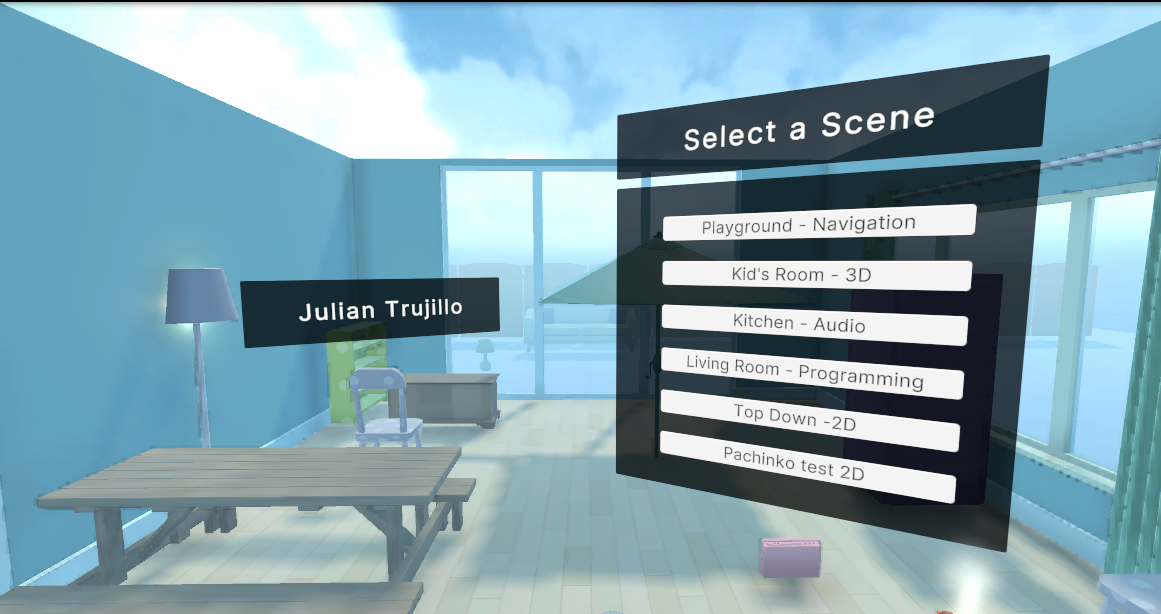 Select a Scene
Playground - Navigation
Kid's Room - 3D
Julian Trujillo
Kitchen - Audio
Living Room - Programming
Top Down -2D
Pachinko test 2D